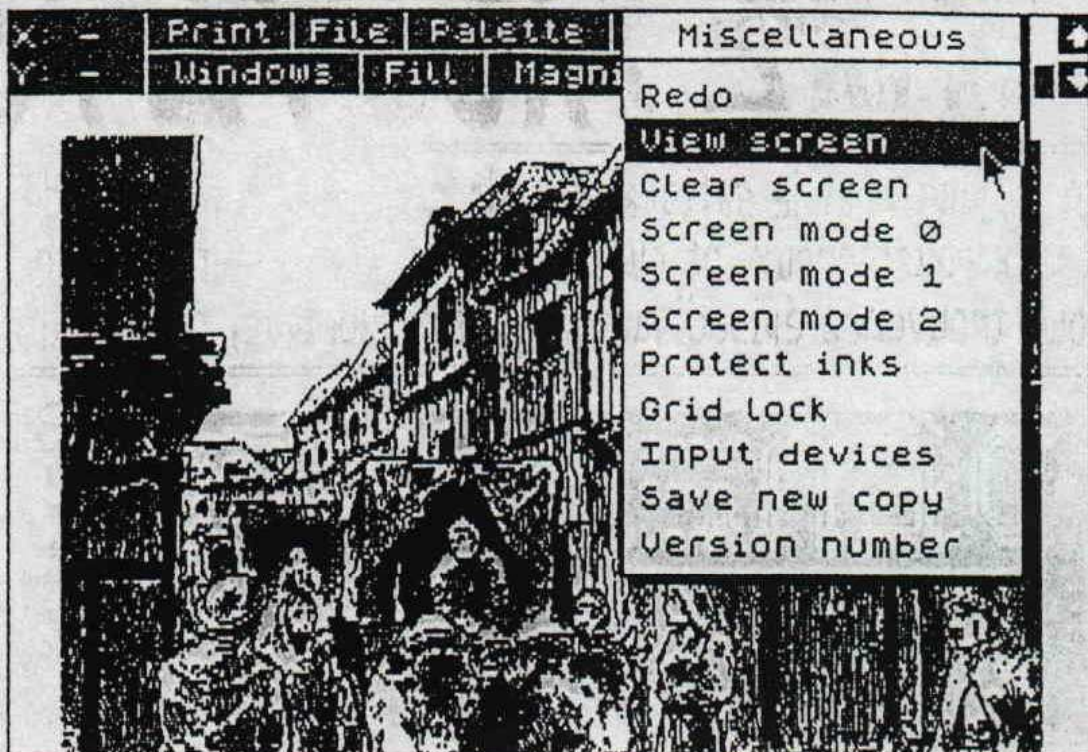 X: - Print File Palette Miscellaneous
Y: - Windows Fill Magni
Redo
View screen
Clear screen
Screen mode 0
Screen mode 1
Screen mode 2
Protect inks
Grid lock
Input devices
Save new copy
Version number